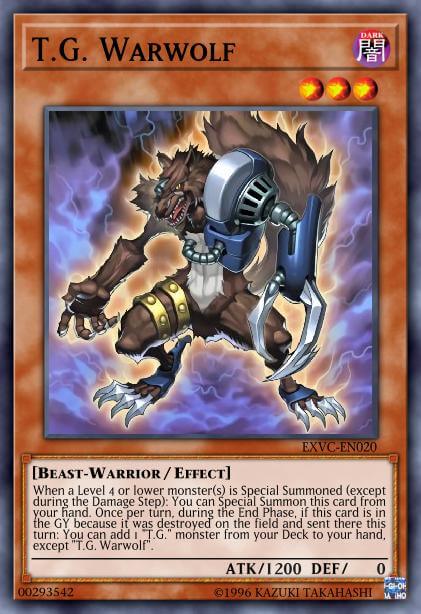 T.G. Warwolf
DARK
闇
EXVC-EN020
[Beast-Warrior / Effect]
When a Level 4 or lower monster(s) is Special Summoned (except
during the Damage Step): You can Special Summon this card from
your hand. Once per turn, during the End Phase, if this card is in
the GY because it was destroyed on the field and sent there this
turn: You can add 1 "T.G." monster from your Deck to your hand,
except "T.G. Warwolf".
ATK/1200 DEF/ 0
00293542
©1996 KAZUKI TAKAHASHI